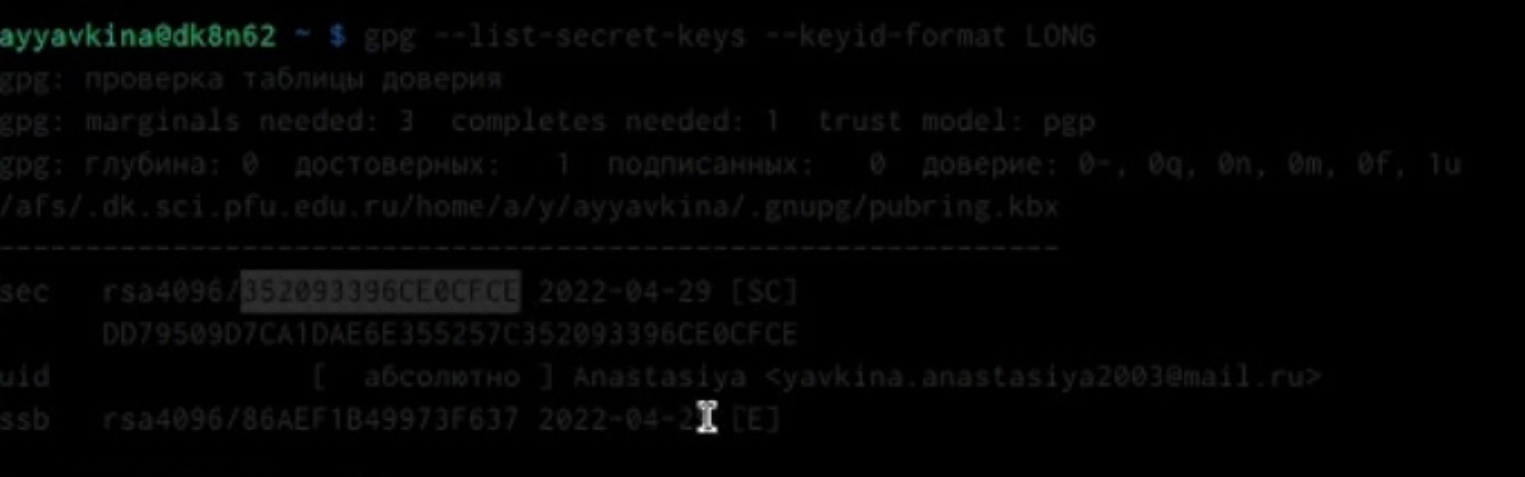 ayyavkina@dk8n62 ~ $ gpg --list-secret-keys --keyid-format LONG
gpg: проверка таблицы доверия
gpg: marginals needed: 3  completes needed: 1  trust model: pgp
gpg: глубина: 0  достоверных:   1  подписанных:   0  доверие: 0-, 0q, 0n, 0m, 0f, 1u
/afs/.dk.sci.pfu.edu.ru/home/a/y/ayyavkina/.gnupg/pubring.kbx
-------------------------------------------------------------
sec   rsa4096/352093396CE0CFCE 2022-04-29 [SC]
      DD79509D7CA1DAE6E355257C352093396CE0CFCE
uid               [  абсолютно ] Anastasiya <yavkina.anastasiya2003@mail.ru>
ssb   rsa4096/86AEF1B49973F637 [E]